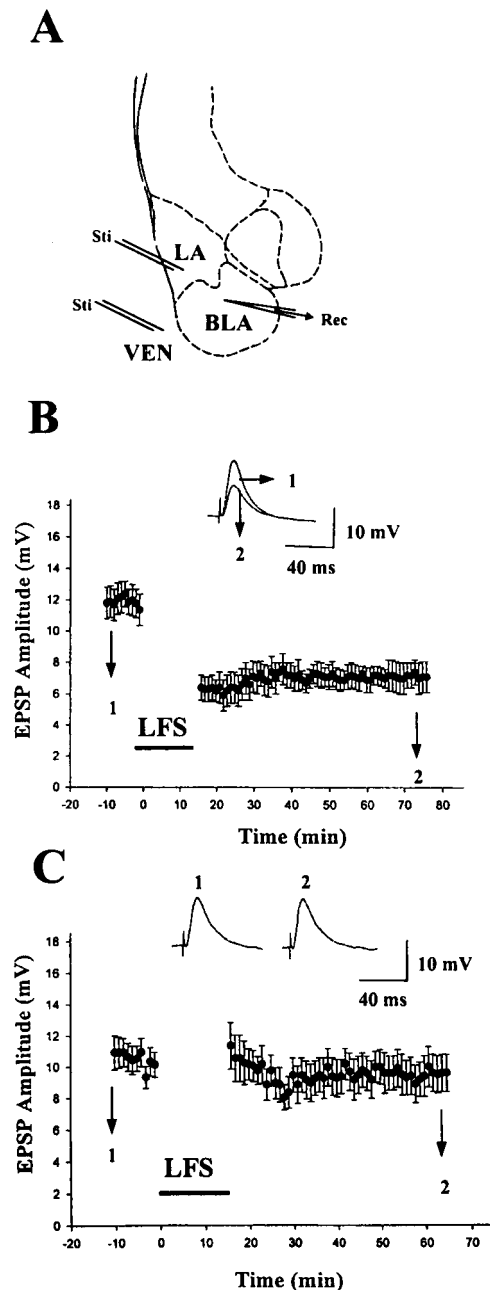 A
Sti
LA
Sti
BLA
Rec
VEN
B
18
16
14
12
10
8
6
4
2
0
EPSP Amplitude (mV)
1
2
10 mV
40 ms
1
LFS
2
-20 -10 0 10 20 30 40 50 60 70 80
Time (min)
C
18
16
14
12
10
8
6
4
2
0
EPSP Amplitude (mV)
1
2
10 mV
40 ms
1
LFS
2
-20 -10 0 10 20 30 40 50 60 70
Time (min)